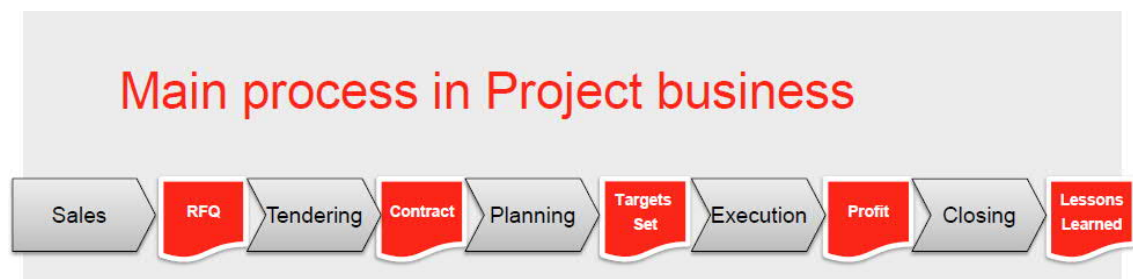 Main process in Project business
Sales
RFQ
Tendering
Contract
Planning
Targets
Set
Execution
Profit
Closing
Lessons
Learned